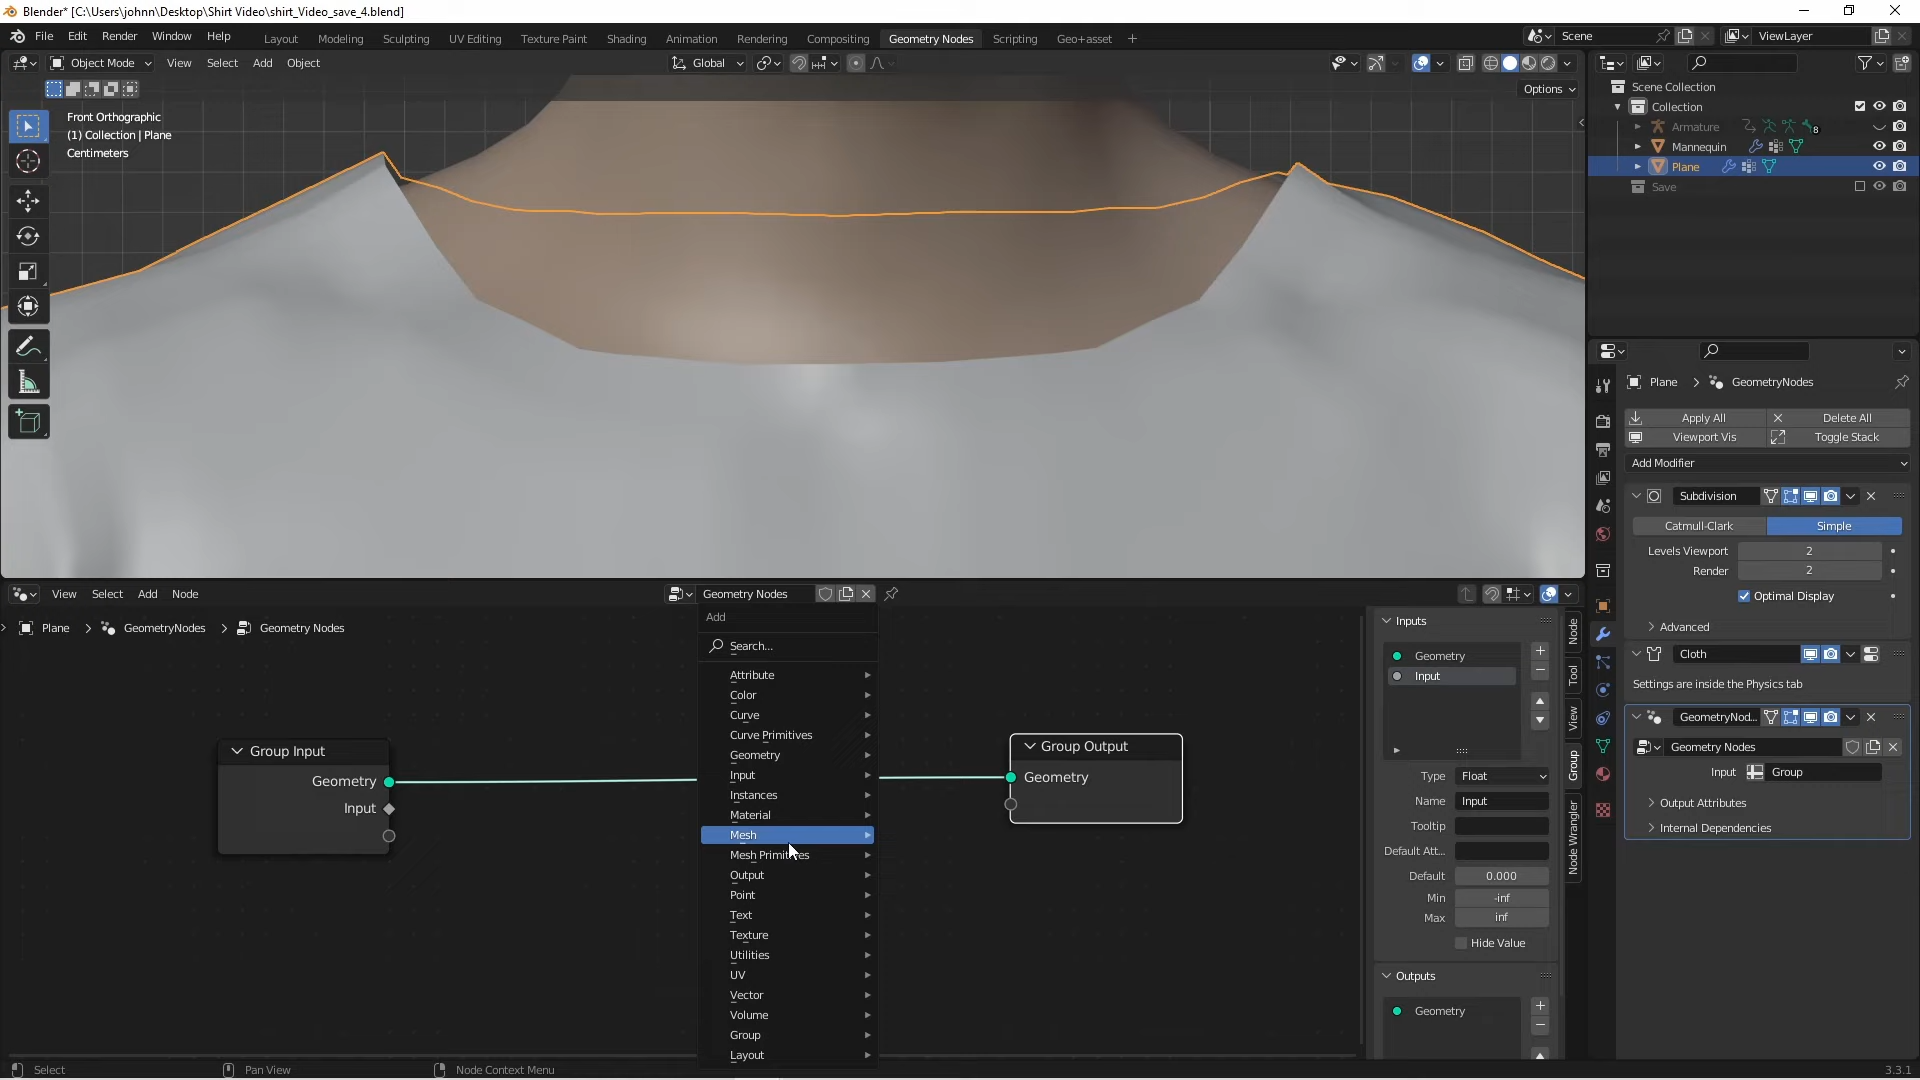 Blender* [C:\Users\johnn\Desktop\Shirt Video\shirt_Video_save_4.blend]
File Edit Render Window Help Layout Modeling Sculpting UV Editing Texture Paint Shading Animation Rendering Compositing Geometry Nodes Scripting Geo+asset + Scene ViewLayer
Object Mode View Select Add Object Global
Options
Front Orthographic
(1) Collection | Plane
Centimeters
Scene Collection
Collection
Armature 8
Mannequin
Plane
Save
Plane > GeometryNodes
Apply All Delete All
Viewport Vis Toggle Stack
Add Modifier
Subdivision
Catmull-Clark Simple
Levels Viewport 2
Render 2
Optimal Display
Advanced
Cloth
Settings are inside the Physics tab
GeometryNod...
Geometry Nodes
Input Group
Output Attributes
Internal Dependencies
View Select Add Node Geometry Nodes
Plane > GeometryNodes > Geometry Nodes
Group Input
Geometry
Input
Add
Search...
Attribute
Color
Curve
Curve Primitives
Geometry
Input
Instances
Material
Mesh
Mesh Primitives
Output
Point
Text
Texture
Utilities
UV
Vector
Volume
Group
Layout
Group Output
Geometry
Inputs
Geometry
Input
Type Float
Name Input
Tooltip
Default Att...
Default 0.000
Min -inf
Max inf
Hide Value
Outputs
Geometry
Node
Tool
View
Group
Node Wrangler
Select Pan View Node Context Menu 3.3.1